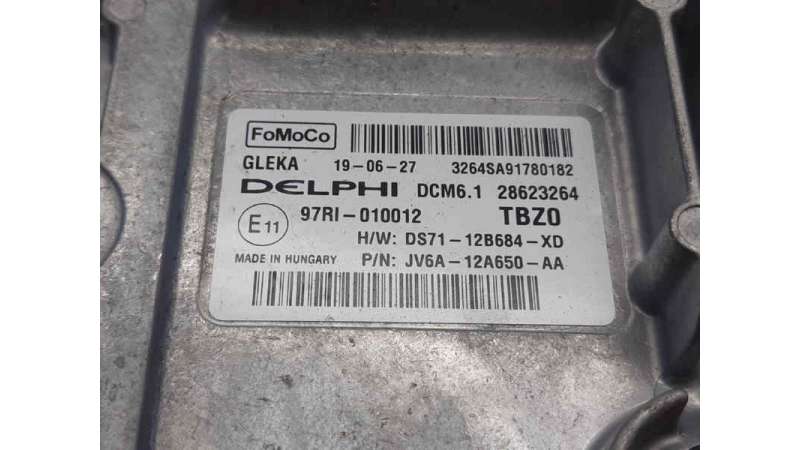 FoMoCo
GLEKA 19-06-27 3264SA91780182
DELPHI DCM6.1 28623264
E11 97RI-010012 TBZ0
H/W: DS71-12B684-XD
MADE IN HUNGARY P/N: JV6A-12A650-AA